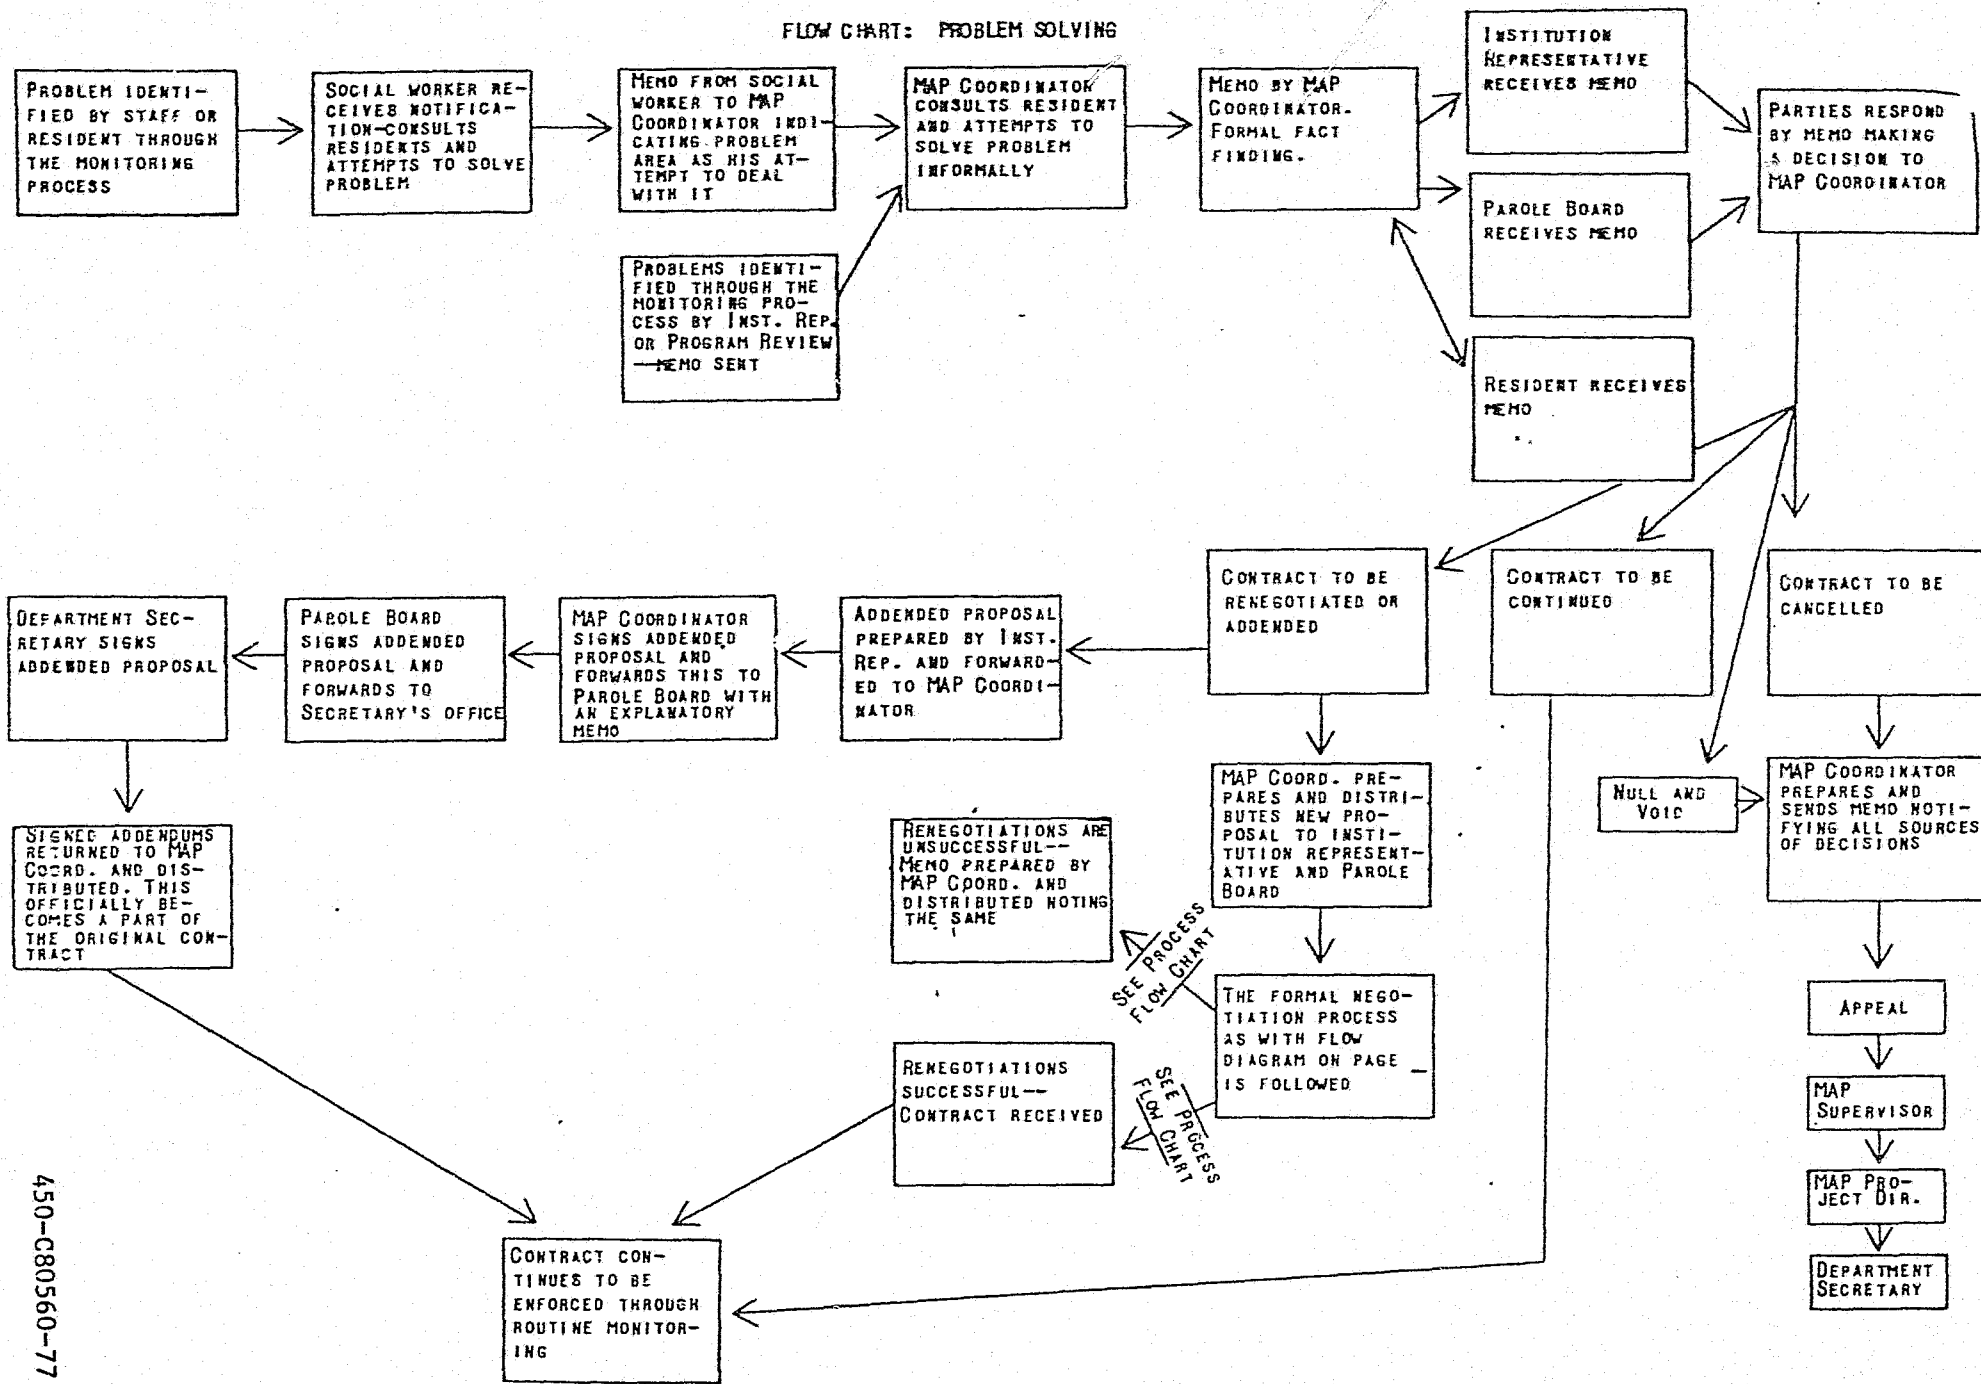 FLOW CHART: PROBLEM SOLVING
PROBLEM IDENTI-
FIED BY STAFF OR
RESIDENT THROUGH
THE MONITORING
PROCESS
SOCIAL WORKER RE-
CEIVES NOTIFICA-
TION-CONSULTS
RESIDENTS AND
ATTEMPTS TO SOLVE
PROBLEM
MEMO FROM SOCIAL
WORKER TO MAP
COORDINATOR INDI-
CATING PROBLEM
AREA AS HIS AT-
TEMPT TO DEAL
WITH IT
MAP COORDINATOR
CONSULTS RESIDENT
AND ATTEMPTS TO
SOLVE PROBLEM
INFORMALLY
MEMO BY MAP
COORDINATOR-
FORMAL FACT
FINDING.
INSTITUTION
REPRESENTATIVE
RECEIVES MEMO
PARTIES RESPOND
BY MEMO MAKING
A DECISION TO
MAP COORDINATOR
PAROLE BOARD
RECEIVES MEMO
PROBLEMS IDENTI-
FIED THROUGH THE
MONITORING PRO-
CESS BY INST. REP.
OR PROGRAM REVIEW
—MEMO SENT
RESIDENT RECEIVES
MEMO
DEPARTMENT SEC-
RETARY SIGNS
ADDENDED PROPOSAL
PAROLE BOARD
SIGNS ADDENDED
PROPOSAL AND
FORWARDS TO
SECRETARY'S OFFICE
MAP COORDINATOR
SIGNS ADDENDED
PROPOSAL AND
FORWARDS THIS TO
PAROLE BOARD WITH
AN EXPLANATORY
MEMO
ADDENDED PROPOSAL
PREPARED BY INST.
REP. AND FORWARD-
ED TO MAP COORDI-
NATOR
CONTRACT TO BE
RENEGOTIATED OR
ADDENDED
CONTRACT TO BE
CONTINUED
CONTRACT TO BE
CANCELLED
SIGNED ADDENDUMS
RETURNED TO MAP
COORD. AND DIS-
TRIBUTED. THIS
OFFICIALLY BE-
COMES A PART OF
THE ORIGINAL CON-
TRACT
RENEGOTIATIONS ARE
UNSUCCESSFUL--
MEMO PREPARED BY
MAP COORD. AND
DISTRIBUTED NOTING
THE SAME
MAP COORD. PRE-
PARES AND DISTRI-
BUTES NEW PRO-
POSAL TO INSTI-
TUTION REPRESENT-
ATIVE AND PAROLE
BOARD
NULL AND
VOID
MAP COORDINATOR
PREPARES AND
SENDS MEMO NOTI-
FYING ALL SOURCES
OF DECISIONS
SEE PROCESS
FLOW CHART
THE FORMAL NEGO-
TIATION PROCESS
AS WITH FLOW
DIAGRAM ON PAGE _
IS FOLLOWED
SEE PROCESS
FLOW CHART
RENEGOTIATIONS
SUCCESSFUL--
CONTRACT RECEIVED
APPEAL
MAP
SUPERVISOR
MAP PRO-
JECT DIR.
DEPARTMENT
SECRETARY
CONTRACT CON-
TINUES TO BE
ENFORCED THROUGH
ROUTINE MONITOR-
ING
450-C80560-77